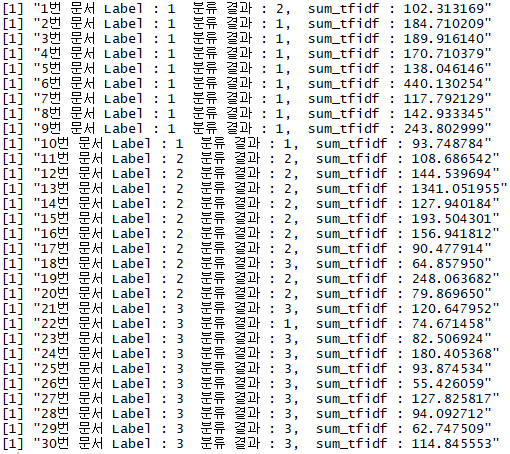 [1] "1번 문서 Label : 1  분류 결과 : 2,  sum_tfidf : 102.313169"
[1] "2번 문서 Label : 1  분류 결과 : 1,  sum_tfidf : 184.710209"
[1] "3번 문서 Label : 1  분류 결과 : 1,  sum_tfidf : 189.916140"
[1] "4번 문서 Label : 1  분류 결과 : 1,  sum_tfidf : 170.710379"
[1] "5번 문서 Label : 1  분류 결과 : 1,  sum_tfidf : 138.046146"
[1] "6번 문서 Label : 1  분류 결과 : 1,  sum_tfidf : 440.130254"
[1] "7번 문서 Label : 1  분류 결과 : 1,  sum_tfidf : 117.792129"
[1] "8번 문서 Label : 1  분류 결과 : 1,  sum_tfidf : 142.933345"
[1] "9번 문서 Label : 1  분류 결과 : 1,  sum_tfidf : 243.802999"
[1] "10번 문서 Label : 1  분류 결과 : 1,  sum_tfidf : 93.748784"
[1] "11번 문서 Label : 2  분류 결과 : 2,  sum_tfidf : 108.686542"
[1] "12번 문서 Label : 2  분류 결과 : 2,  sum_tfidf : 144.539694"
[1] "13번 문서 Label : 2  분류 결과 : 2,  sum_tfidf : 1341.051955"
[1] "14번 문서 Label : 2  분류 결과 : 2,  sum_tfidf : 127.940184"
[1] "15번 문서 Label : 2  분류 결과 : 2,  sum_tfidf : 193.504301"
[1] "16번 문서 Label : 2  분류 결과 : 2,  sum_tfidf : 156.941812"
[1] "17번 문서 Label : 2  분류 결과 : 2,  sum_tfidf : 90.477914"
[1] "18번 문서 Label : 2  분류 결과 : 3,  sum_tfidf : 64.857950"
[1] "19번 문서 Label : 2  분류 결과 : 2,  sum_tfidf : 248.063682"
[1] "20번 문서 Label : 2  분류 결과 : 2,  sum_tfidf : 79.869650"
[1] "21번 문서 Label : 3  분류 결과 : 3,  sum_tfidf : 120.647952"
[1] "22번 문서 Label : 3  분류 결과 : 1,  sum_tfidf : 74.671458"
[1] "23번 문서 Label : 3  분류 결과 : 3,  sum_tfidf : 82.506924"
[1] "24번 문서 Label : 3  분류 결과 : 3,  sum_tfidf : 180.405368"
[1] "25번 문서 Label : 3  분류 결과 : 3,  sum_tfidf : 93.874534"
[1] "26번 문서 Label : 3  분류 결과 : 3,  sum_tfidf : 55.426059"
[1] "27번 문서 Label : 3  분류 결과 : 3,  sum_tfidf : 127.825817"
[1] "28번 문서 Label : 3  분류 결과 : 3,  sum_tfidf : 94.092712"
[1] "29번 문서 Label : 3  분류 결과 : 3,  sum_tfidf : 62.747509"
[1] "30번 문서 Label : 3  분류 결과 : 3,  sum_tfidf : 114.845553"